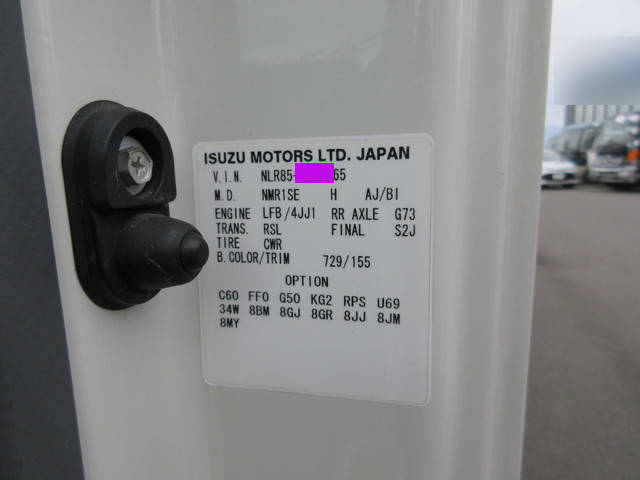 ISUZU MOTORS LTD. JAPAN
V.I.N. NLR85- 65
M.D. NMR1SE H AJ/BI
ENGINE LFB/4JJ1 RR AXLE G73
TRANS. RSL FINAL S2J
TIRE CWR
B.COLOR/TRIM 729/155
OPTION
C60 FFO G50 KG2 RPS U69
34W 8BM 8GJ 8GR 8JJ 8JM
8MY